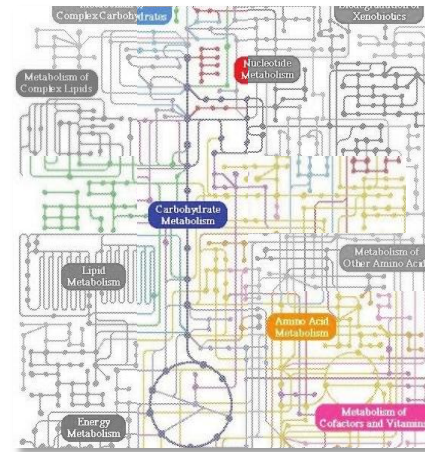 Complex Carbohydrates
Xenobiotics
Nucleotide
Metabolism
Metabolism of
Complex Lipids
Carbohydrate
Metabolism
Metabolism of
Other Amino Acid
Lipid
Metabolism
Amino Acid
Metabolism
Metabolism of
Cofactors and Vitamins
Energy
Metabolism